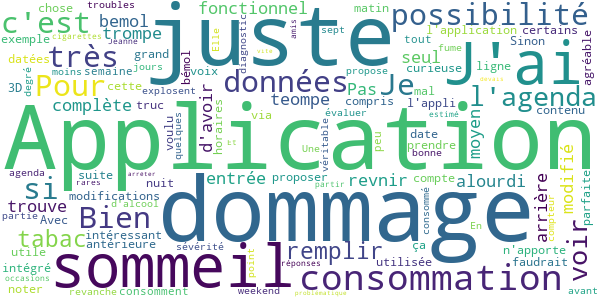 chose troubles c'est bemol fonctionnel possibilité
exemple trompe juste J'ai matin amis
datées très grand voix diagnostic Elle sept tout l'application certains
degré moins semaine bémol données seul ligne curieuse Sinon fume agréable
3D Pour cette jours explosent teompe Pas Je mal l'appli l'agenda
complète truc d'avoir horaires via compris évaluer date contenu
Application
voulu quelques Et Une véritable peu prendre bonne moyen estimé
agenda suite entrée proposer revnir compte alourdi arrière modifié parfaite
si modifications nuit dommage
rares arrêter
trouve Bien d'alcool partir consommé En compteur
partie Avec intéressant remplir ça voir
tabac antérieure utilisée n'apporte
utile intégré sévérité sommeil consommation faudrait
occasions point réponses
noter revanche consomment weekend problématique avant
cigarettes Jeanne propose